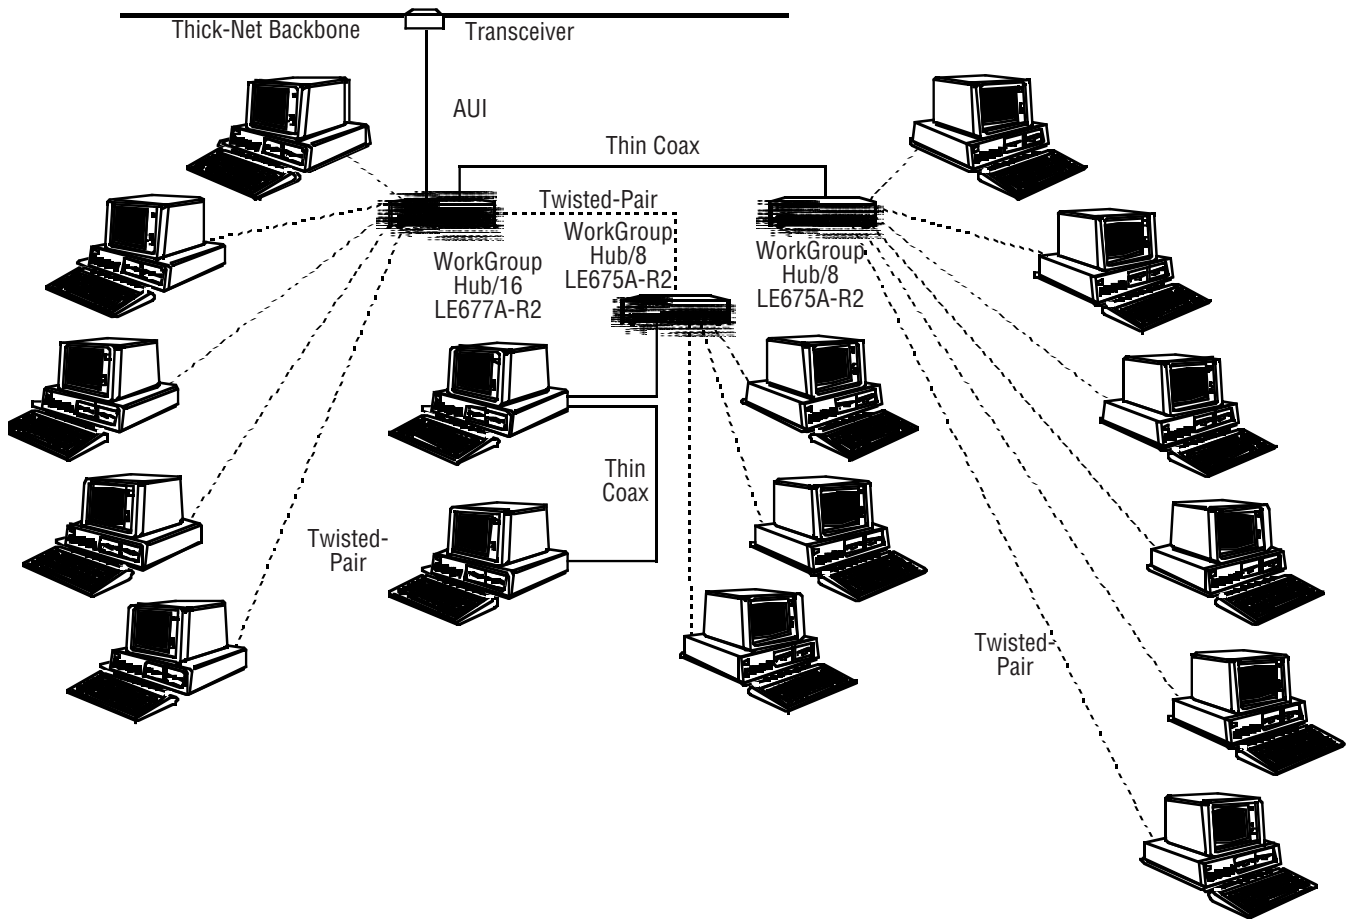 Thick-Net Backbone
Transceiver
AUI
Thin Coax
Twisted-Pair
WorkGroup
Hub/16
LE677A-R2
WorkGroup
Hub/8
LE675A-R2
WorkGroup
Hub/8
LE675A-R2
Thin
Coax
Twisted-
Pair
Twisted-
Pair